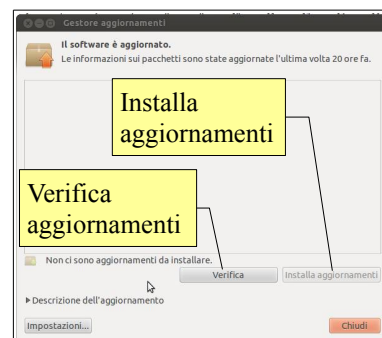 Gestore aggiornamenti
Il software è aggiornato.
Le informazioni sui pacchetti sono state aggiornate l'ultima volta 20 ore fa.
Installa
aggiornamenti
Verifica
aggiornamenti
Non ci sono aggiornamenti da installare.
Verifica
Installa aggiornamenti
Descrizione dell'aggiornamento
Impostazioni...
Chiudi